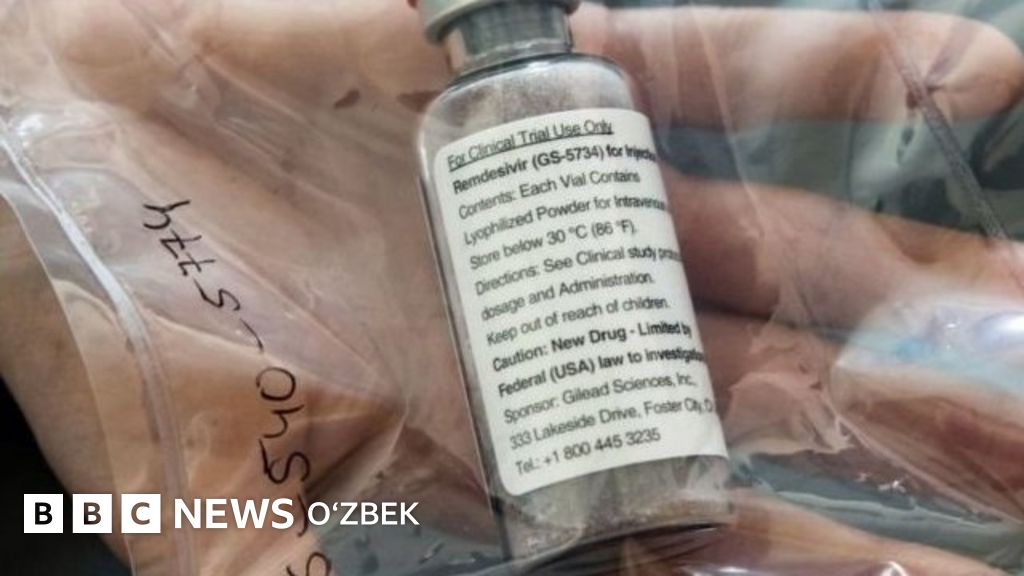 For Clinical Trial Use Only
Remdesivir (GS-5734) for
Contents: Each Vial Contains
Lyophilized Powder for
Store below 30 °C (86 °F).
Directions: See Clinical study
dosage and Administration.
Keep out of reach of children.
Caution: New Drug - Limited by
Federal (USA) law to
Sponsor: Gilead Sciences, Inc.,
333 Lakeside Drive, Foster City,
Tel.: +1 800 445 3235
BBC NEWS OʻZBEK